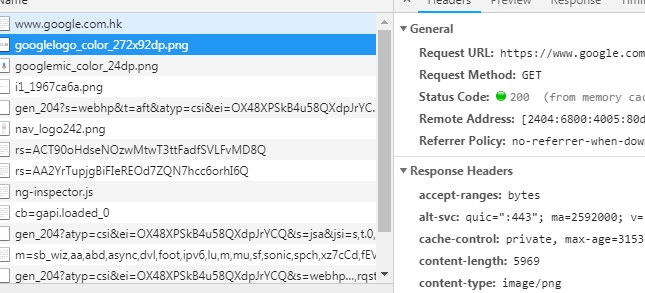 Headers Preview Response
www.google.com.hk
googlelogo_color_272x92dp.png
googlemic_color_24dp.png
i1_1967ca6a.png
gen_204?s=webhp&t=aft&atyp=csi&ei=OX48XPSkB4u58QXdpJrYC...
nav_logo242.png
rs=ACT90oHdseNOzwMtwT3ttFadfSVLFvMD8Q
rs=AA2YrTupjgBiFIeREOd7ZQN7hcc6orhI6Q
ng-inspector.js
cb=gapi.loaded_0
gen_204?atyp=csi&ei=OX48XPSkB4u58QXdpJrYCQ&s=jsa&jsi=s,t.0,
m=sb_wiz,aa,abd,async,dvl,foot,ipv6,lu,m,mu,sf,sonic,spch,xz7cCd,fEV
gen_204?atyp=csi&ei=OX48XPSkB4u58QXdpJrYCQ&s=webhp...,rqst
General
Request URL: https://www.google.com
Request Method: GET
Status Code: 200 (from memory cac
Remote Address: [2404:6800:4005:80d
Referrer Policy: no-referrer-when-down
Response Headers
accept-ranges: bytes
alt-svc: quic=":443"; ma=2592000; v=
cache-control: private, max-age=3153
content-length: 5969
content-type: image/png